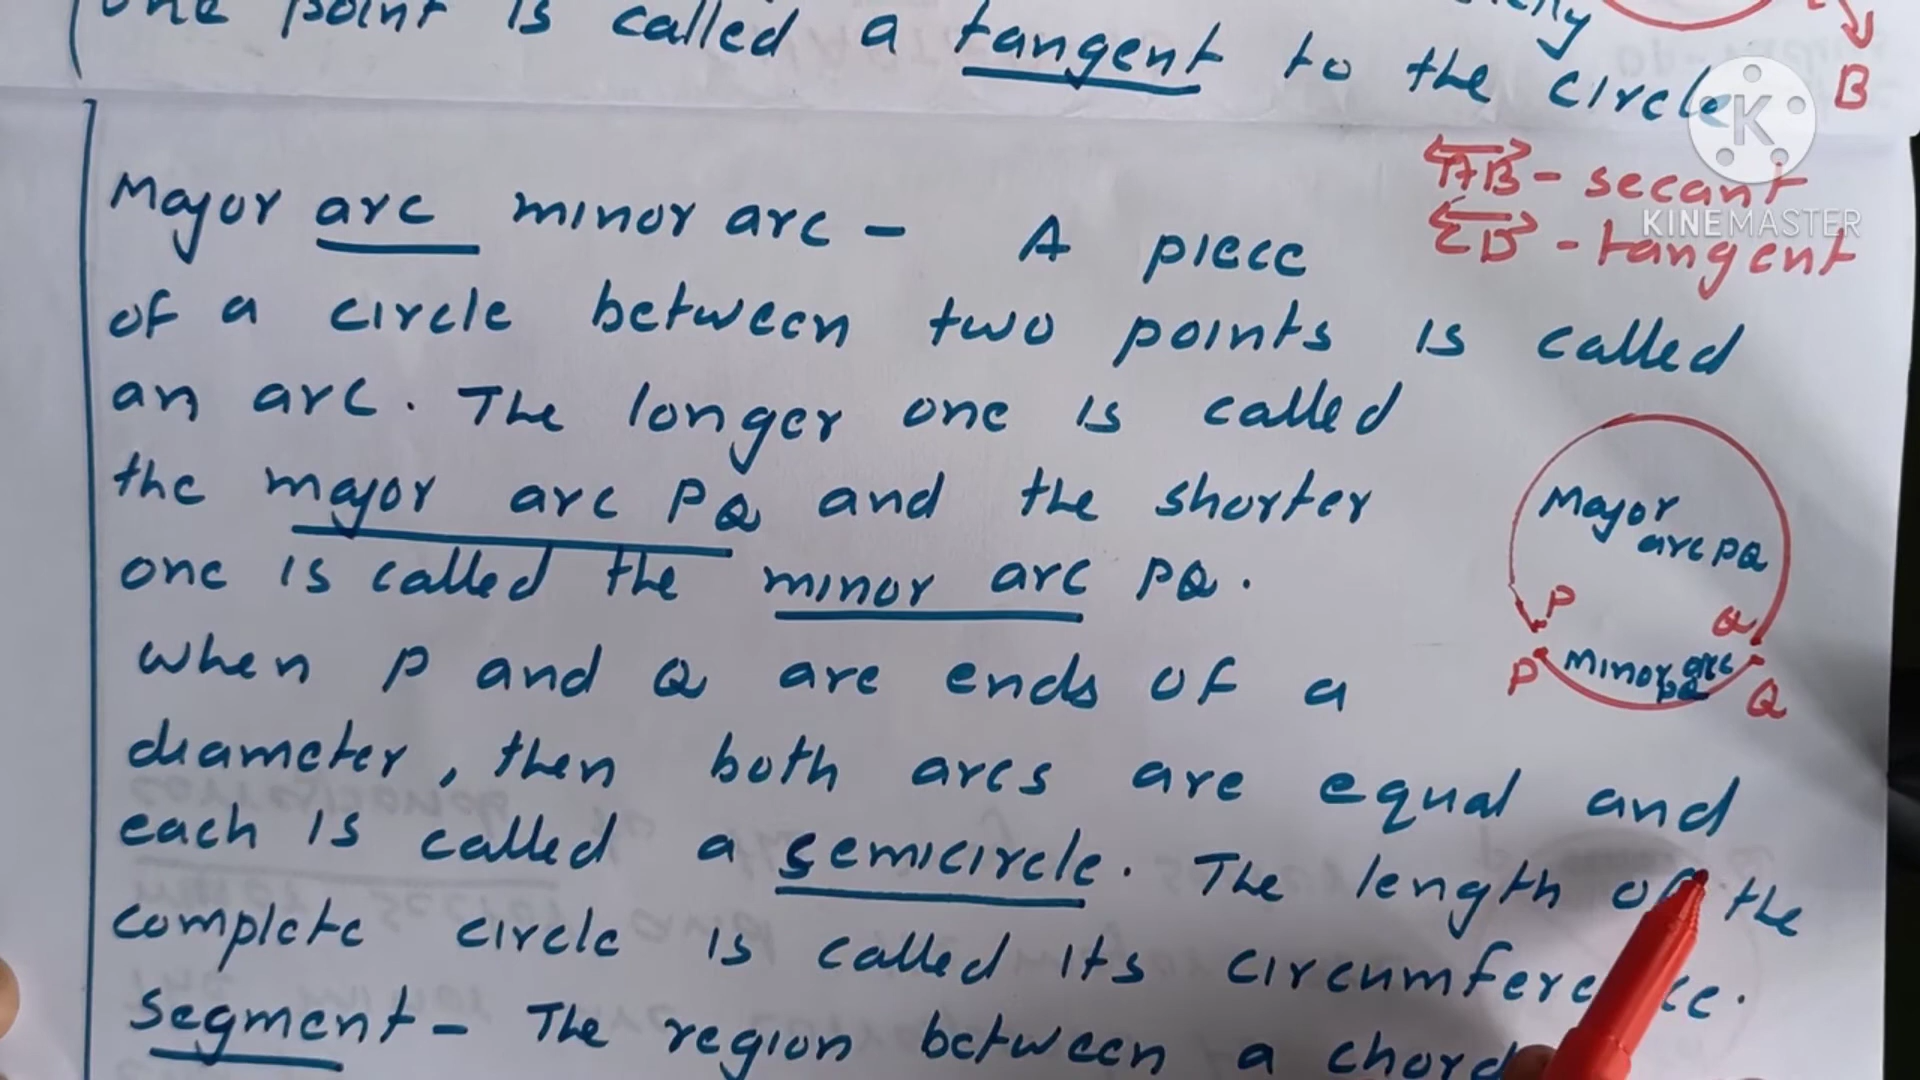 one point is called a tangent to the circle
B
AB - secant
KINEMASTER
ED - tangent
Major arc minor arc - A piece
of a circle between two points is called
an arc. The longer one is called
the major arc PQ and the shorter
one is called the minor arc PQ.
Major
arc PQ
P
Q
P
Minor arc
PQ
Q
when P and Q are ends of a
diameter, then both arcs are equal and
each is called a semicircle. The length of the
complete circle is called its circumference.
Segment - The region between a chord